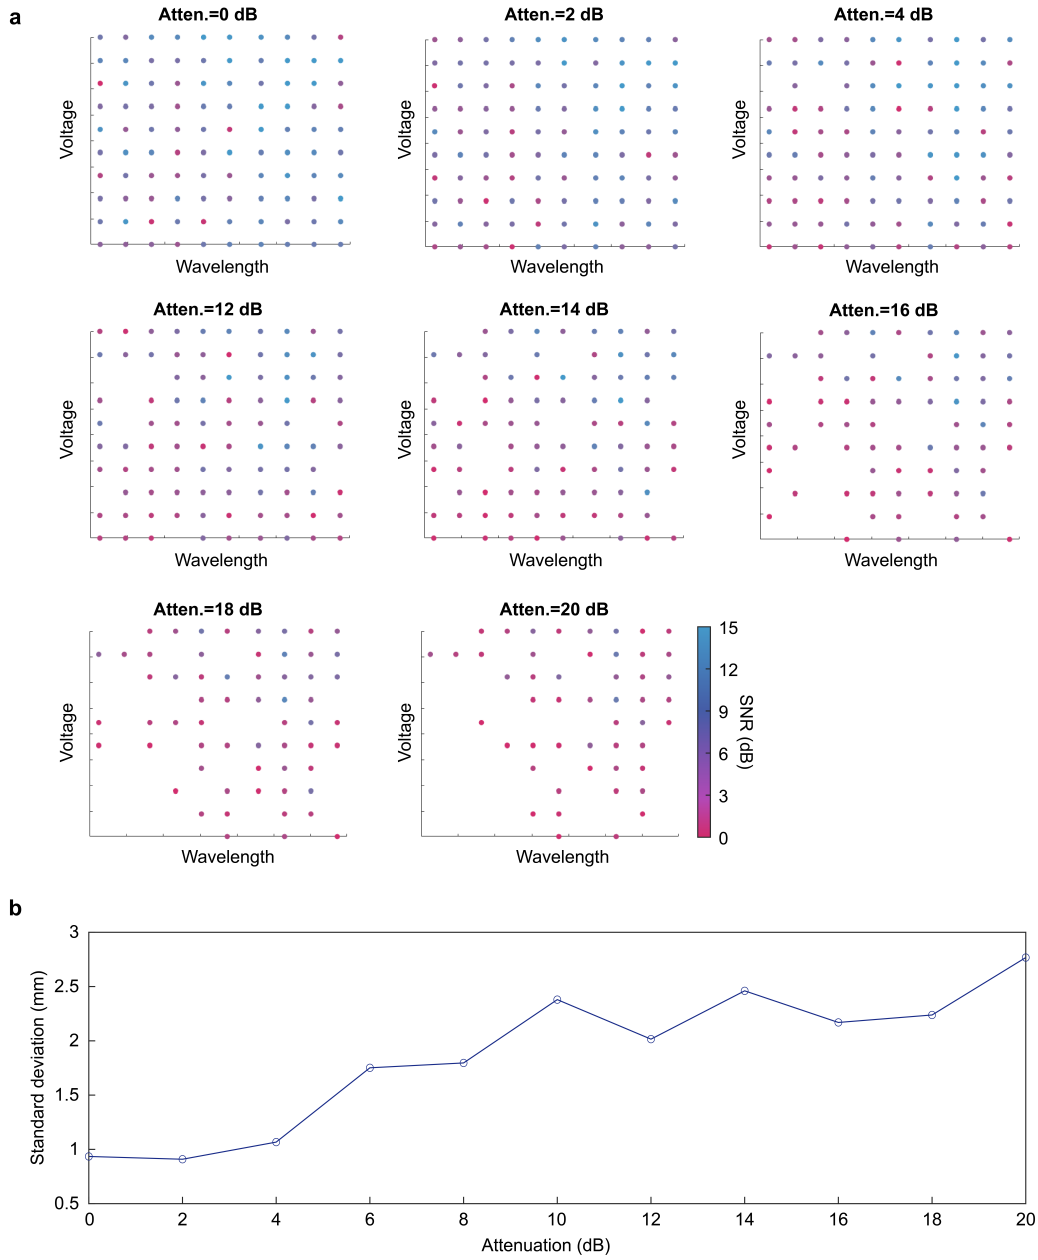 a
Atten.=0 dB
Atten.=2 dB
Atten.=4 dB
Voltage
Voltage
Voltage
Wavelength
Wavelength
Wavelength
Atten.=12 dB
Atten.=14 dB
Atten.=16 dB
Voltage
Voltage
Voltage
Wavelength
Wavelength
Wavelength
Atten.=18 dB
Atten.=20 dB
Voltage
Voltage
15
12
9
6
3
0
SNR (dB)
Wavelength
Wavelength
b
3
2.5
2
1.5
1
0.5
Standard deviation (mm)
0 2 4 6 8 10 12 14 16 18 20
Attenuation (dB)